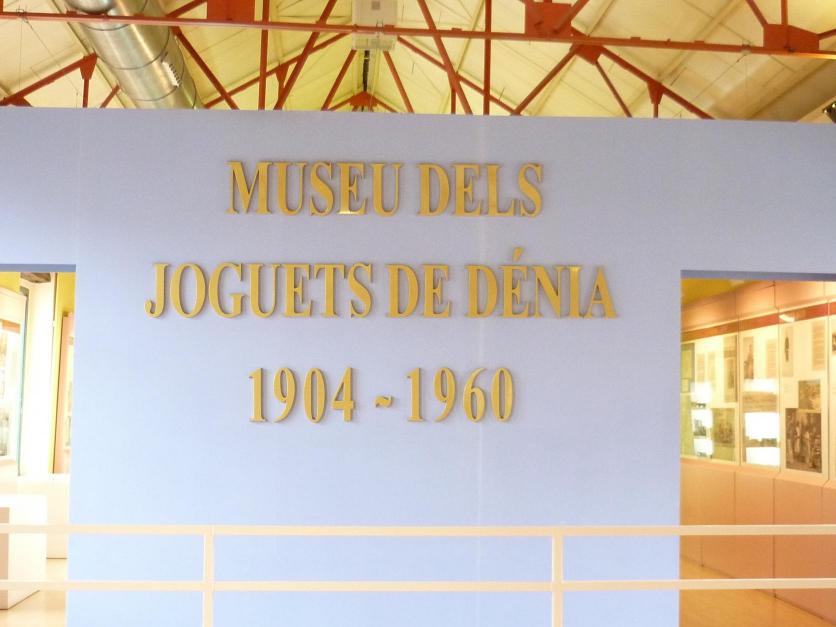 MUSEU DELS
JOGUETS DE DÉNIA
1904 ~ 1960